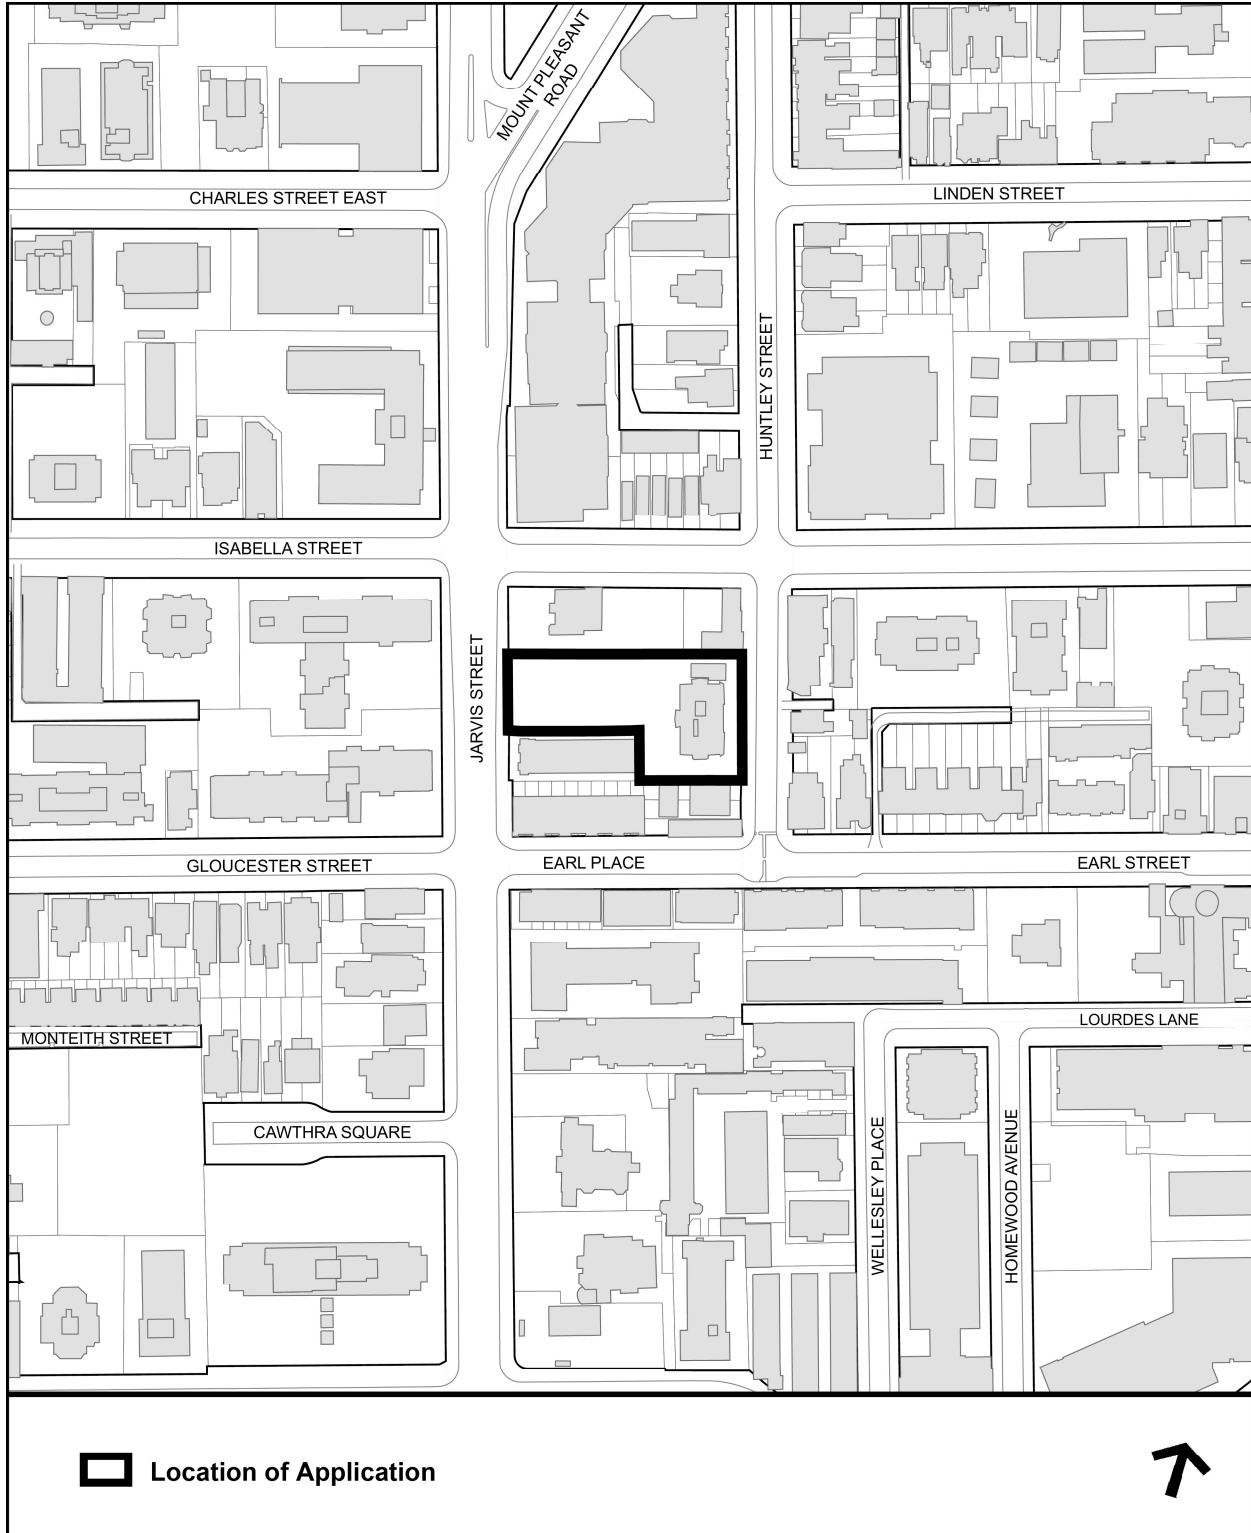 MOUNT PLEASANT
ROAD
CHARLES STREET EAST
LINDEN STREET
HUNTLEY STREET
ISABELLA STREET
JARVIS STREET
GLOUCESTER STREET
EARL PLACE
EARL STREET
MONTEITH STREET
LOURDES LANE
CAWTHRA SQUARE
WELLESLEY PLACE
HOMEWOOD AVENUE
Location of Application